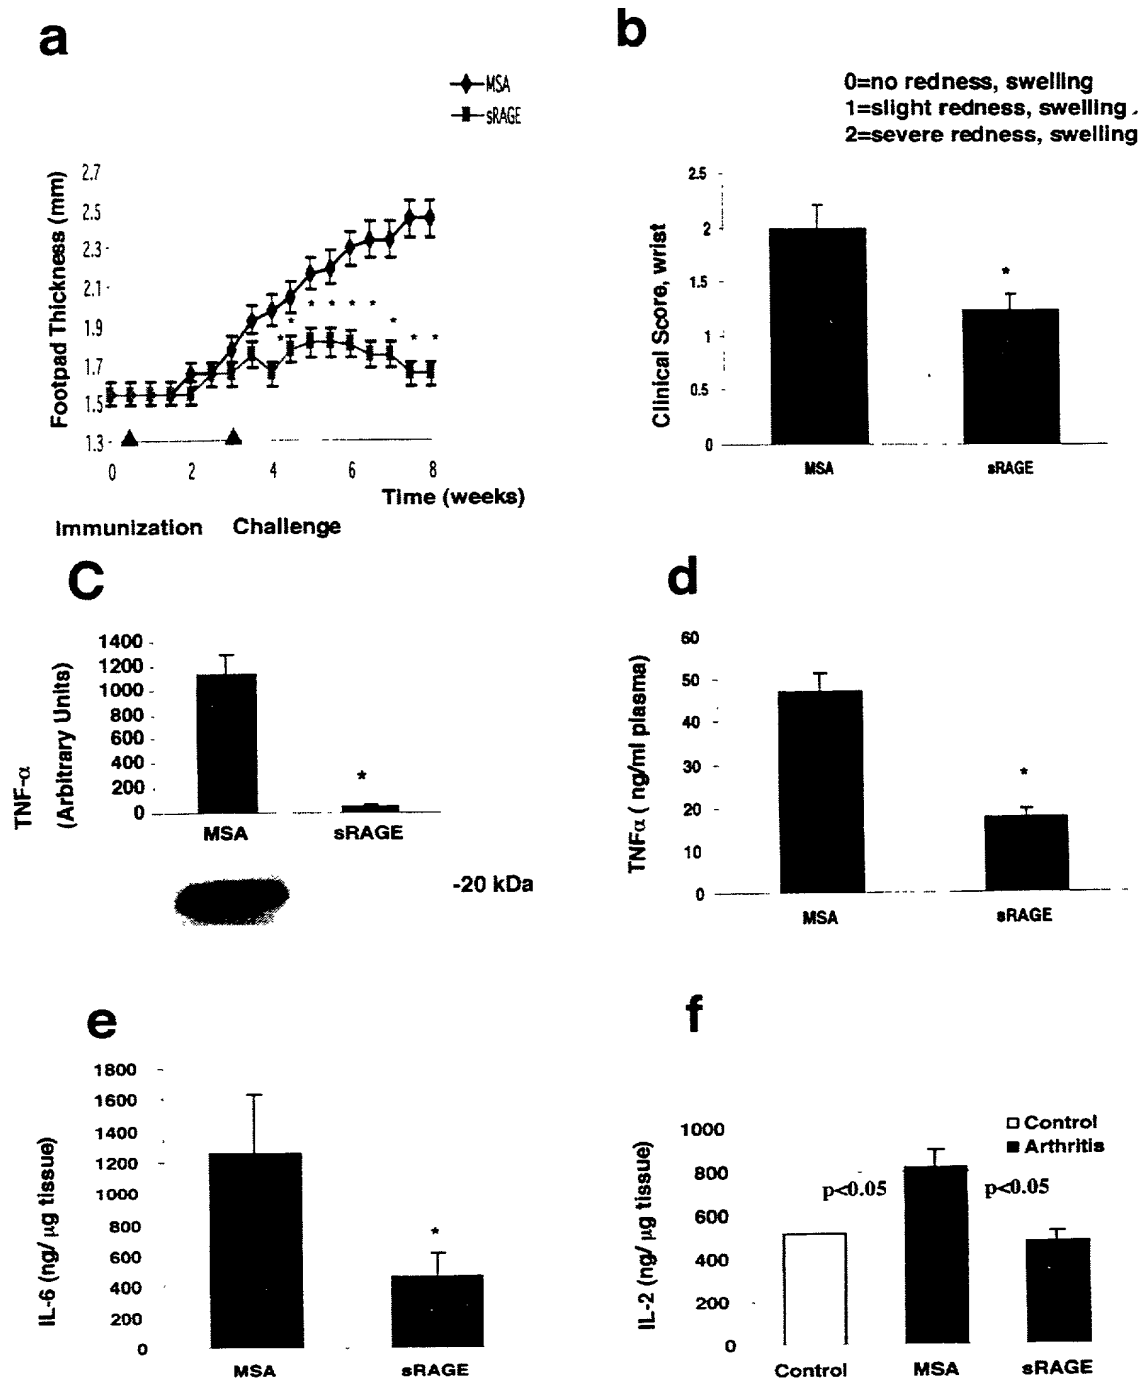 a
MSA
sRAGE
Footpad Thickness (mm)
2.7
2.5
2.3
2.1
1.9
1.7
1.5
1.3
0 2 4 6 8
Time (weeks)
Immunization Challenge
* * * * * * * * *
b
0=no redness, swelling
1=slight redness, swelling
2=severe redness, swelling
Clinical Score, wrist
2.5
2
1.5
1
0.5
0
*
MSA sRAGE
C
TNF-α
(Arbitrary Units)
1400
1200
1000
800
600
400
200
0
*
MSA sRAGE
-20 kDa
d
TNFα ( ng/ml plasma)
60
50
40
30
20
10
0
*
MSA sRAGE
e
IL-6 (ng/ μg tissue)
1800
1600
1400
1200
1000
800
600
400
200
0
*
MSA sRAGE
f
Control
Arthritis
IL-2 (ng/ μg tissue)
1000
800
600
400
200
0
p<0.05 p<0.05
Control MSA sRAGE